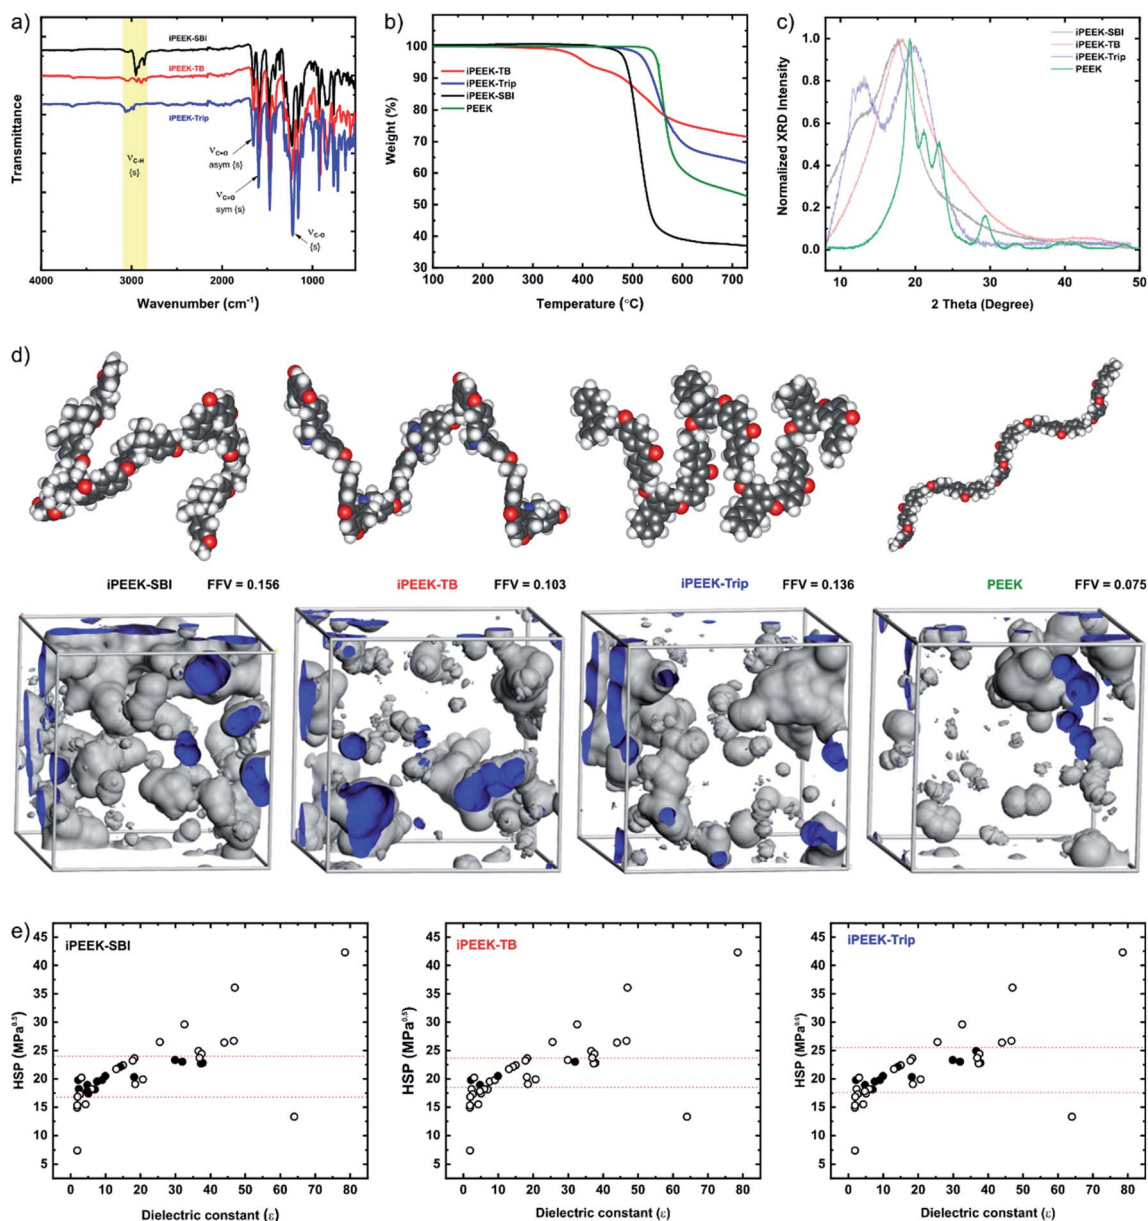 a)
iPEEK-SBI
iPEEK-TB
iPEEK-Trip
νC-H
{s}
νC=O
asym {s}
νC=O
sym {s}
νC-O
{s}
Transmittance
4000 3000 2000 1000
Wavenumber (cm-1)
b)
100
90
80
70
60
50
40
30
iPEEK-TB
iPEEK-Trip
iPEEK-SBI
PEEK
Weight (%)
100 200 300 400 500 600 700
Temperature (°C)
c)
1.0
0.8
0.6
0.4
0.2
0.0
iPEEK-SBI
iPEEK-TB
iPEEK-Trip
PEEK
Normalized XRD Intensity
10 20 30 40 50
2 Theta (Degree)
d)
iPEEK-SBI FFV = 0.156
iPEEK-TB FFV = 0.103
iPEEK-Trip FFV = 0.136
PEEK FFV = 0.075
e)
iPEEK-SBI
45
40
35
30
25
20
15
10
5
HSP (MPa0.5)
0 10 20 30 40 50 60 70 80
Dielectric constant (ε)
iPEEK-TB
45
40
35
30
25
20
15
10
5
HSP (MPa0.5)
0 10 20 30 40 50 60 70 80
Dielectric constant (ε)
iPEEK-Trip
45
40
35
30
25
20
15
10
5
HSP (MPa0.5)
0 10 20 30 40 50 60 70 80
Dielectric constant (ε)